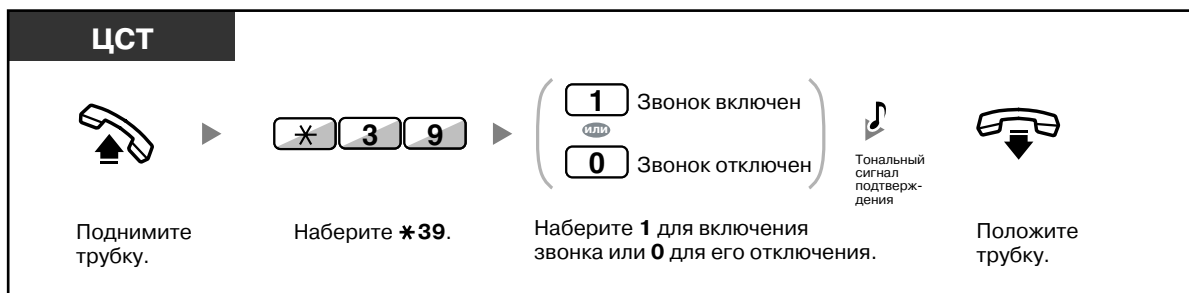 ЦСТ
✳ 3 9
1 Звонок включен
или
0 Звонок отключен
Тональный
сигнал
подтверж-
дения
Поднимите
трубку.
Наберите ✳39.
Наберите 1 для включения
звонка или 0 для его отключения.
Положите
трубку.